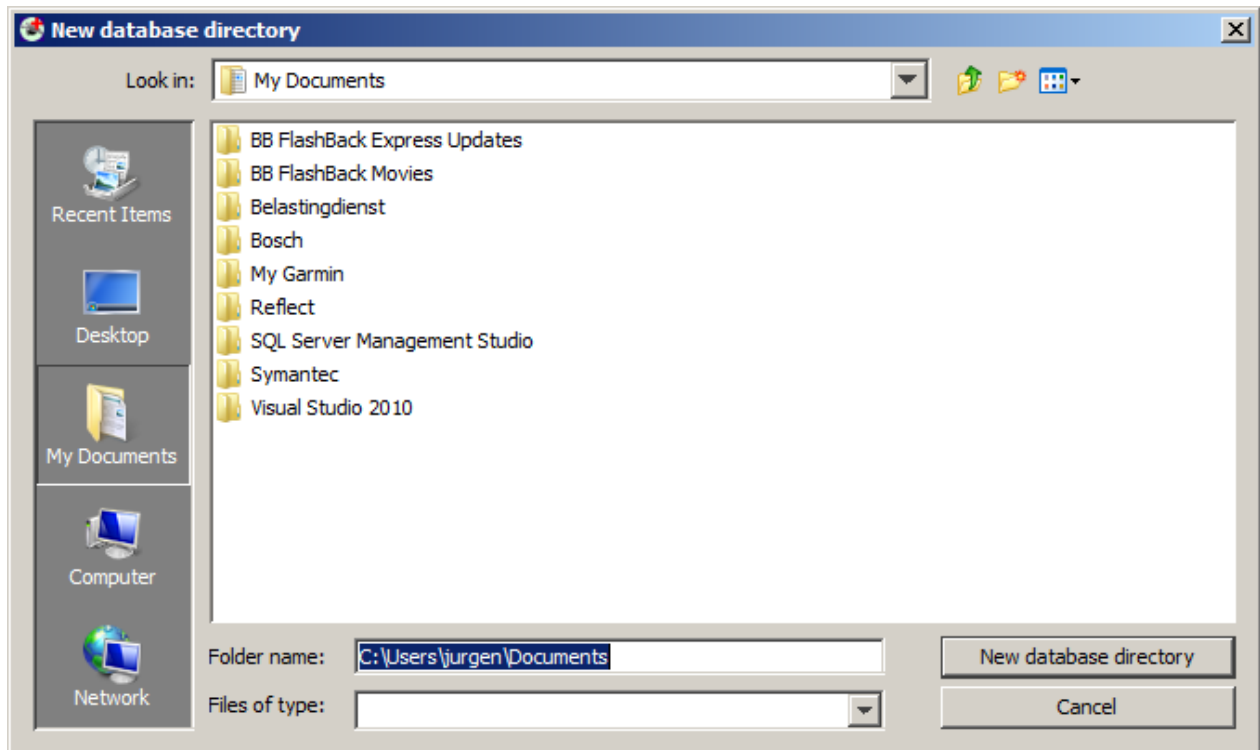 New database directory
Look in: My Documents
Recent Items
Desktop
My Documents
Computer
Network
BB FlashBack Express Updates
BB FlashBack Movies
Belastingdienst
Bosch
My Garmin
Reflect
SQL Server Management Studio
Symantec
Visual Studio 2010
Folder name: C:\Users\jurgen\Documents New database directory
Files of type: Cancel